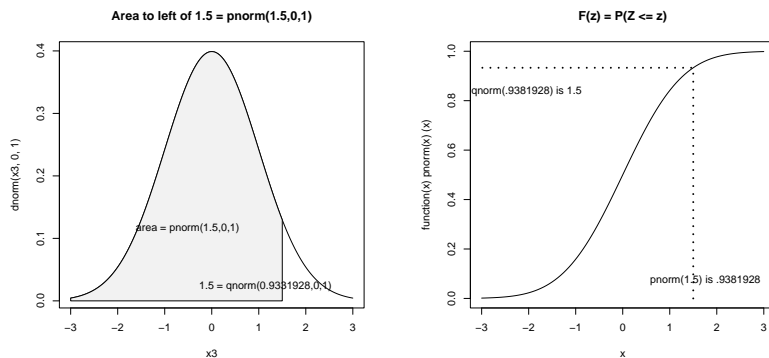 Area to left of 1.5 = pnorm(1.5,0,1)
dnorm(x3, 0, 1)
0.4
0.3
0.2
0.1
0.0
area = pnorm(1.5,0,1)
1.5 = qnorm(0.9331928,0,1)
−3 −2 −1 0 1 2 3
x3
F(z) = P(Z <= z)
function(x) pnorm(x) (x)
1.0
0.8
0.6
0.4
0.2
0.0
qnorm(.9381928) is 1.5
pnorm(1.5) is .9381928
−3 −2 −1 0 1 2 3
x